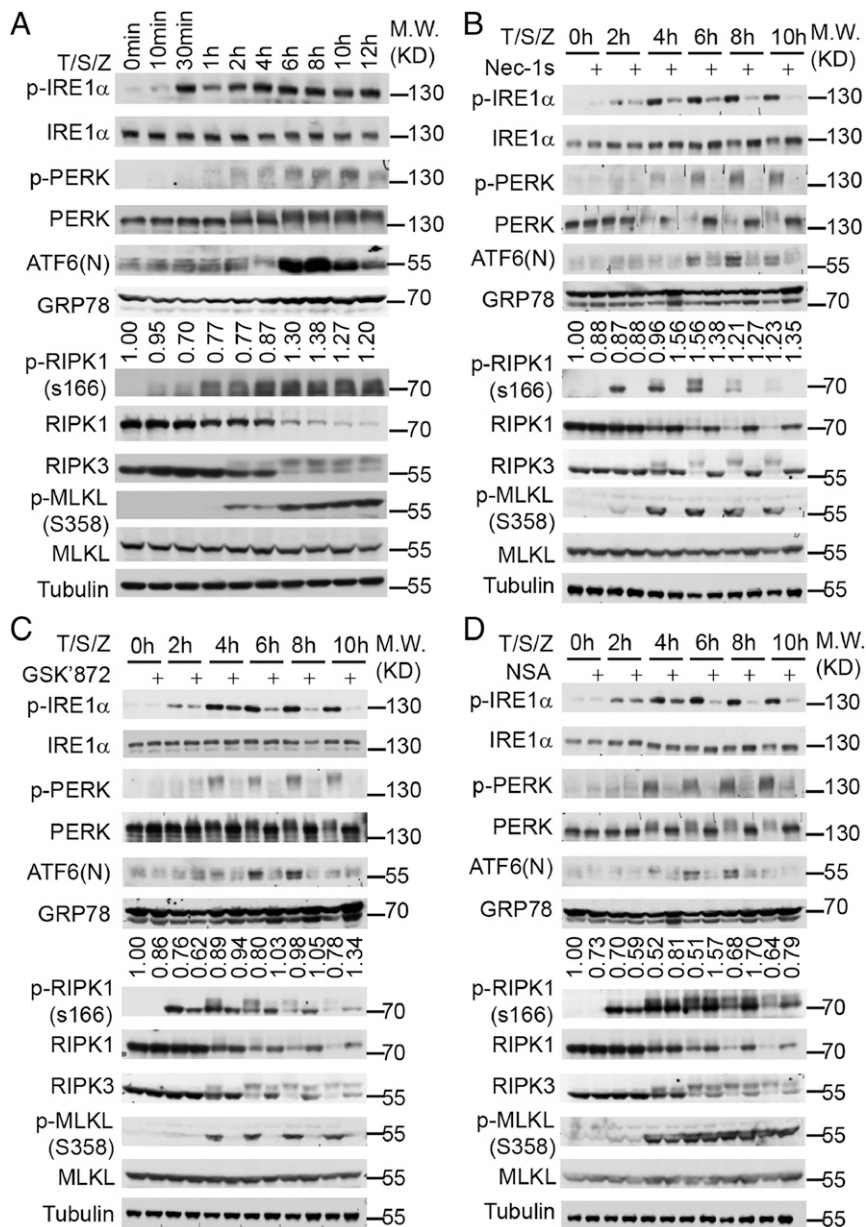 A
T/S/Z 0min 10min 30min 1h 2h 4h 6h 8h 10h 12h M.W. (KD)
p-IRE1α 130
IRE1α 130
p-PERK 130
PERK 130
ATF6(N) 55
GRP78 70
1.00 0.95 0.70 0.77 0.77 0.87 1.30 1.38 1.27 1.20
p-RIPK1 (s166) 70
RIPK1 70
RIPK3 55
p-MLKL (S358) 55
MLKL 55
Tubulin 55
B
T/S/Z 0h 2h 4h 6h 8h 10h M.W. (KD)
Nec-1s + + + + + +
p-IRE1α 130
IRE1α 130
p-PERK 130
PERK 130
ATF6(N) 55
GRP78 70
1.00 0.88 0.87 0.88 0.96 1.56 1.56 1.38 1.21 1.27 1.23 1.35
p-RIPK1 (s166) 70
RIPK1 70
RIPK3 55
p-MLKL (S358) 55
MLKL 55
Tubulin 55
C
T/S/Z 0h 2h 4h 6h 8h 10h M.W. (KD)
GSK'872 + + + + + +
p-IRE1α 130
IRE1α 130
p-PERK 130
PERK 130
ATF6(N) 55
GRP78 70
1.00 0.86 0.76 0.62 0.89 0.94 0.80 1.03 0.98 1.05 0.78 1.34
p-RIPK1 (s166) 70
RIPK1 70
RIPK3 55
p-MLKL (S358) 55
MLKL 55
Tubulin 55
D
T/S/Z 0h 2h 4h 6h 8h 10h M.W. (KD)
NSA + + + + + +
p-IRE1α 130
IRE1α 130
p-PERK 130
PERK 130
ATF6(N) 55
GRP78 70
1.00 0.73 0.70 0.59 0.52 0.81 0.51 1.57 0.68 1.70 0.64 0.79
p-RIPK1 (s166) 70
RIPK1 70
RIPK3 55
p-MLKL (S358) 55
MLKL 55
Tubulin 55